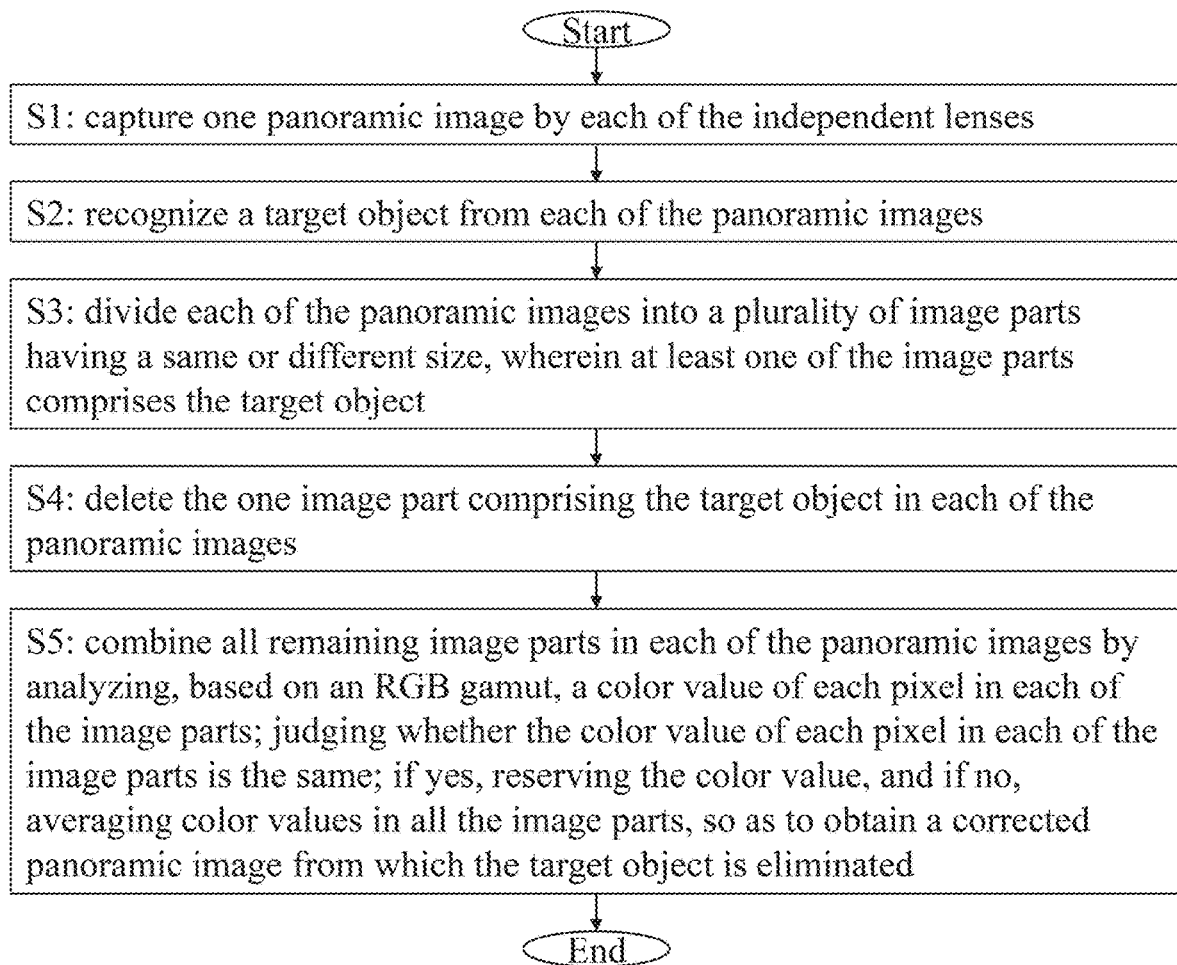 Start
S1: capture one panoramic image by each of the independent lenses
S2: recognize a target object from each of the panoramic images
S3: divide each of the panoramic images into a plurality of image parts
having a same or different size, wherein at least one of the image parts
comprises the target object
S4: delete the one image part comprising the target object in each of the
panoramic images
S5: combine all remaining image parts in each of the panoramic images by
analyzing, based on an RGB gamut, a color value of each pixel in each of
the image parts; judging whether the color value of each pixel in each of the
image parts is the same; if yes, reserving the color value, and if no,
averaging color values in all the image parts, so as to obtain a corrected
panoramic image from which the target object is eliminated
End